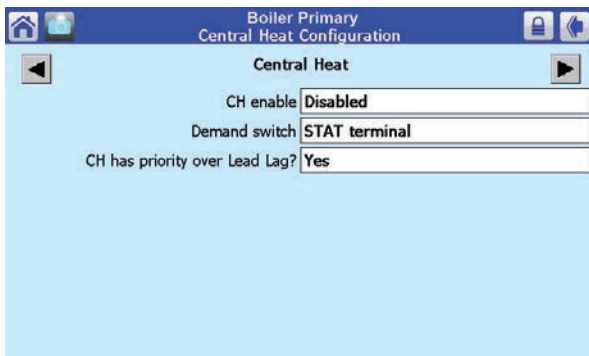 Boiler Primary
Central Heat Configuration
Central Heat
CH enable Disabled
Demand switch STAT terminal
CH has priority over Lead Lag? Yes